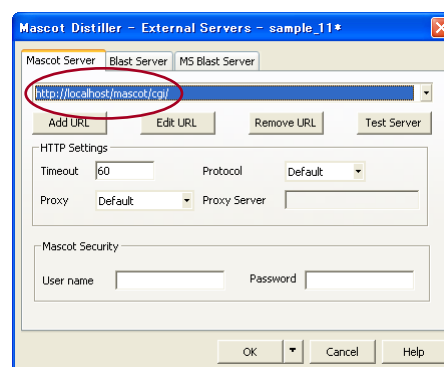 Mascot Distiller - External Servers - sample_11*
Mascot Server Blast Server MS Blast Server
http://localhost/mascot/cgi/
Add URL Edit URL Remove URL Test Server
HTTP Settings
Timeout 60 Protocol Default
Proxy Default Proxy Server
Mascot Security
User name Password
OK Cancel Help